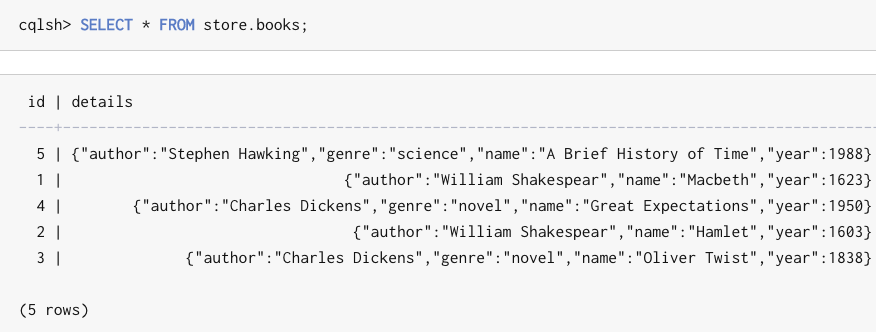 cqlsh> SELECT * FROM store.books;
id | details
----+-------------------------------------------------------------------------------------------
5 | {"author":"Stephen Hawking","genre":"science","name":"A Brief History of Time","year":1988}
1 | {"author":"William Shakespear","name":"Macbeth","year":1623}
4 | {"author":"Charles Dickens","genre":"novel","name":"Great Expectations","year":1950}
2 | {"author":"William Shakespear","name":"Hamlet","year":1603}
3 | {"author":"Charles Dickens","genre":"novel","name":"Oliver Twist","year":1838}
(5 rows)